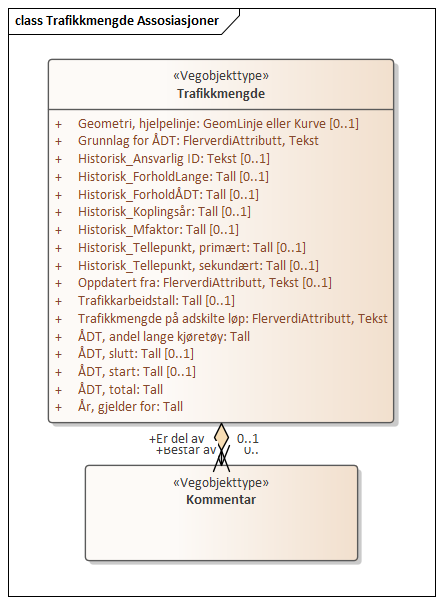 class Trafikkmengde Assosiasjoner
«Vegobjekttype»
Trafikkmengde
+ Geometri, hjelpelinje: GeomLinje eller Kurve [0..1]
+ Grunnlag for ÅDT: FlerverdiAttributt, Tekst
+ Historisk_Ansvarlig ID: Tekst [0..1]
+ Historisk_ForholdLange: Tall [0..1]
+ Historisk_ForholdÅDT: Tall [0..1]
+ Historisk_Koplingsår: Tall [0..1]
+ Historisk_Mfaktor: Tall [0..1]
+ Historisk_Tellepunkt, primært: Tall [0..1]
+ Historisk_Tellepunkt, sekundært: Tall [0..1]
+ Oppdatert fra: FlerverdiAttributt, Tekst [0..1]
+ Trafikkarbeidstall: Tall [0..1]
+ Trafikkmengde på adskilte løp: FlerverdiAttributt, Tekst
+ ÅDT, andel lange kjøretøy: Tall
+ ÅDT, slutt: Tall [0..1]
+ ÅDT, start: Tall [0..1]
+ ÅDT, total: Tall
+ År, gjelder for: Tall
+Er del av 0..1
+Består av 0..
«Vegobjekttype»
Kommentar